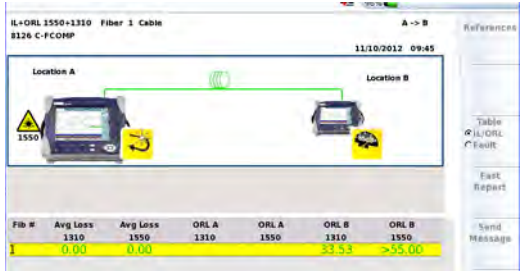 IL+ORL 1550+1310 Fiber 1 Cable A -> B
8126 C-FCOMP
11/10/2012 09:45
References
Location A
Location B
1550
Table
IL/ORL
Fault
Fast
Report
Send
Message
Fib # Avg Loss Avg Loss ORL A ORL A ORL B ORL B
1310 1550 1310 1550 1310 1550
1 0.00 0.00 33.53 >55.00